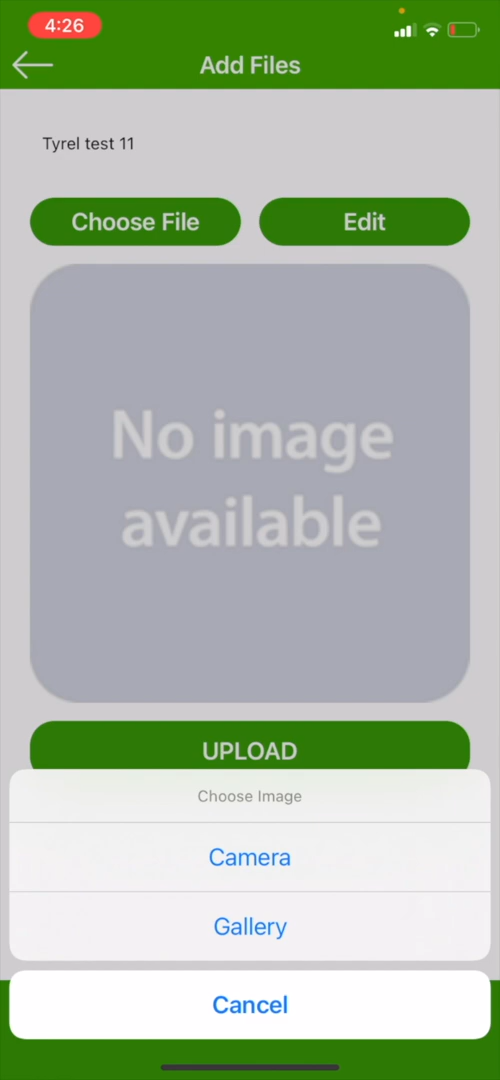 4:26
Add Files
Tyrel test 11
Choose File
Edit
No image
available
UPLOAD
Choose Image
Camera
Gallery
Cancel